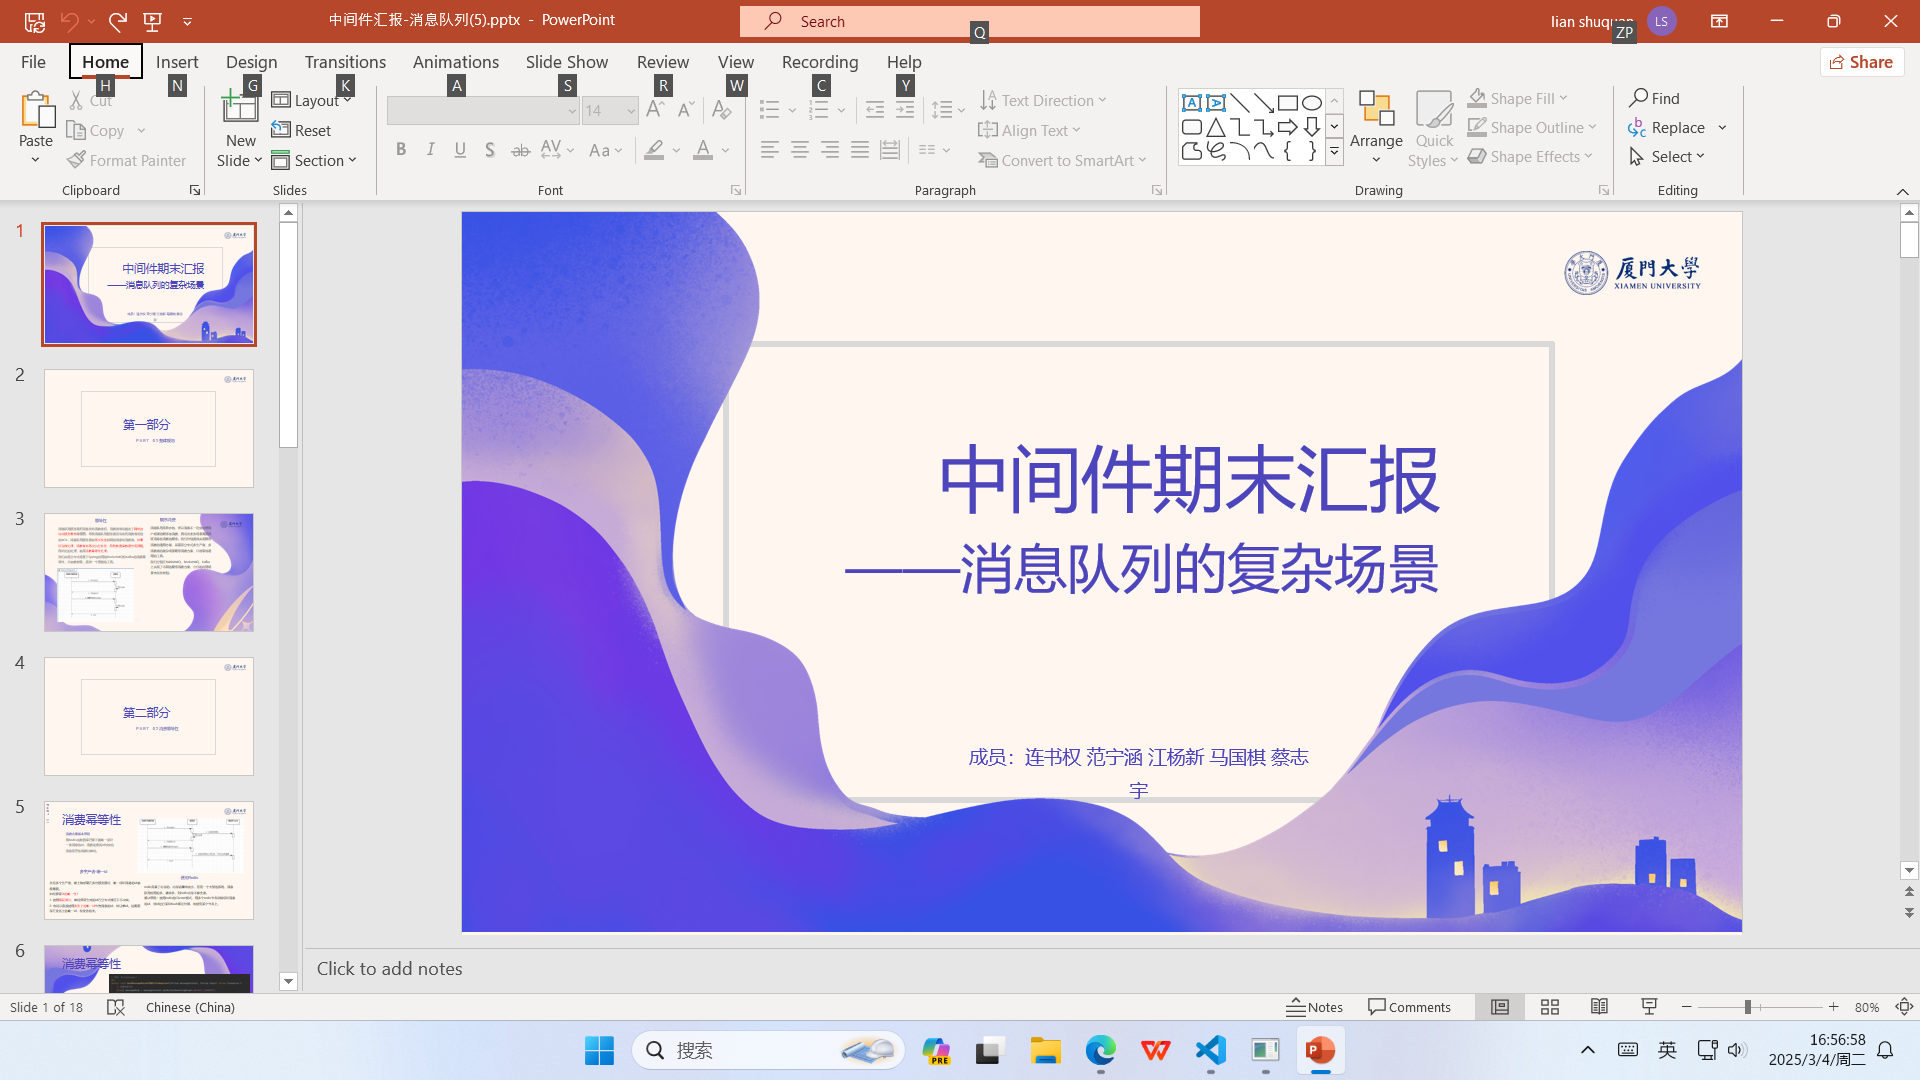 中间件汇报-消息队列(5).pptx - PowerPoint
Search
lian shuquan
LS
Q
ZP
File
Home
Insert
Design
Transitions
Animations
Slide Show
Review
View
Recording
Help
Share
H
N
G
K
A
S
R
W
C
Y
Paste
Cut
Copy
Format Painter
Clipboard
New Slide
Layout
Reset
Section
Slides
14
Font
Text Direction
Align Text
Convert to SmartArt
Paragraph
Arrange
Quick Styles
Shape Fill
Shape Outline
Shape Effects
Drawing
Find
Replace
Select
Editing
1
中间件期末汇报
——消息队列的复杂场景
2
第一部分
3
4
第二部分
5
消费幂等性
6
消费幂等性
厦門大學
XIAMEN UNIVERSITY
中间件期末汇报
——消息队列的复杂场景
成员：连书权 范宁涵 江杨新 马国棋 蔡志
宇
Click to add notes
Slide 1 of 18
Chinese (China)
Notes
Comments
80%
搜索
PRE
英
16:56:58
2025/3/4/周二